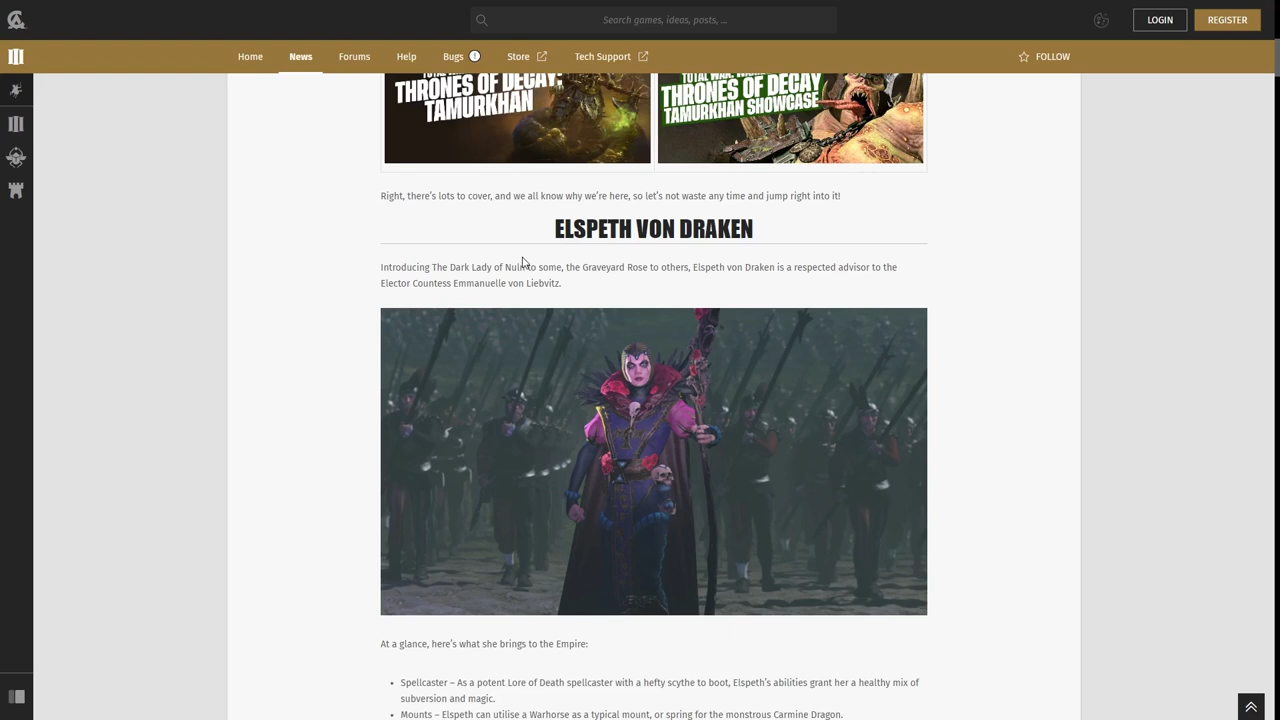 Search games, ideas, posts, ...
LOGIN
REGISTER
Home
News
Forums
Help
Bugs
Store
Tech Support
FOLLOW
THRONES OF DECAY:
TAMURKHAN
TOTAL WAR: WARHAMMER
THRONES OF DECAY
TAMURKHAN SHOWCASE
Right, there's lots to cover, and we all know why we're here, so let's not waste any time and jump right into it!
ELSPETH VON DRAKEN
Introducing The Dark Lady of Nuln to some, the Graveyard Rose to others, Elspeth von Draken is a respected advisor to the
Elector Countess Emmanuelle von Liebvitz.
At a glance, here's what she brings to the Empire:
• Spellcaster – As a potent Lore of Death spellcaster with a hefty scythe to boot, Elspeth's abilities grant her a healthy mix of
subversion and magic.
• Mounts – Elspeth can utilise a Warhorse as a typical mount, or spring for the monstrous Carmine Dragon.